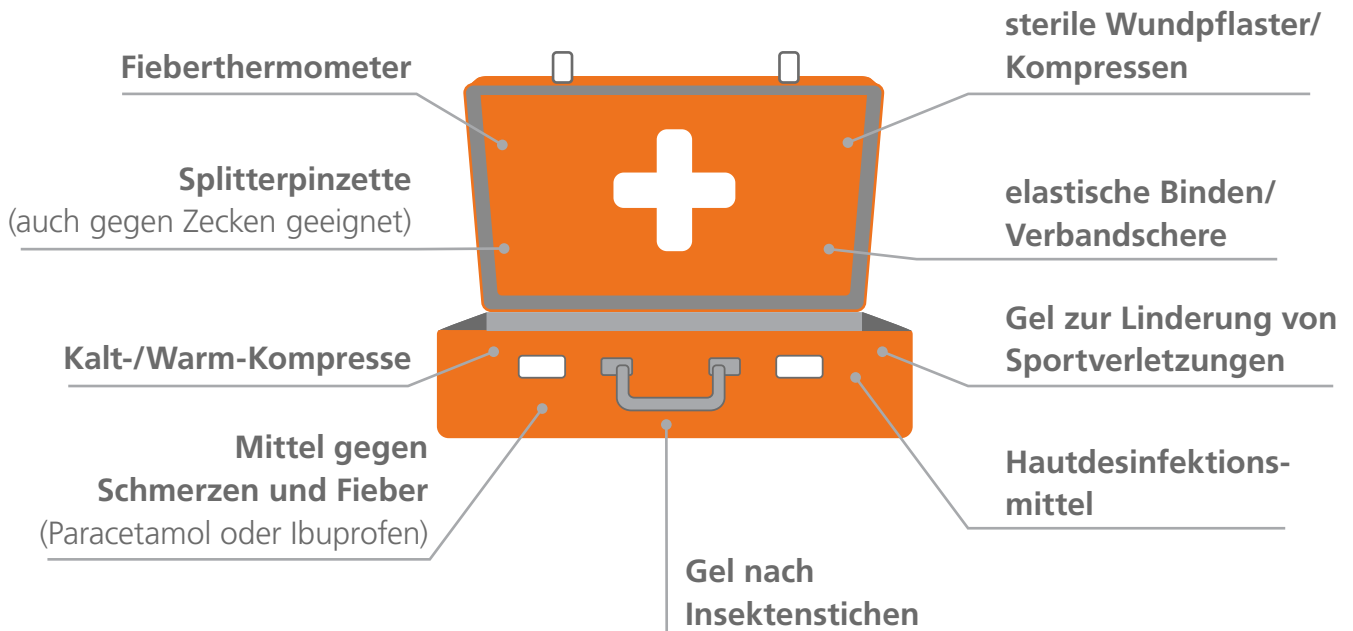 Fieberthermometer
Splitterpinzette
(auch gegen Zecken geeignet)
Kalt-/Warm-Kompresse
Mittel gegen
Schmerzen und Fieber
(Paracetamol oder Ibuprofen)
Gel nach
Insektenstichen
sterile Wundpflaster/
Kompressen
elastische Binden/
Verbandschere
Gel zur Linderung von
Sportverletzungen
Hautdesinfektions-
mittel